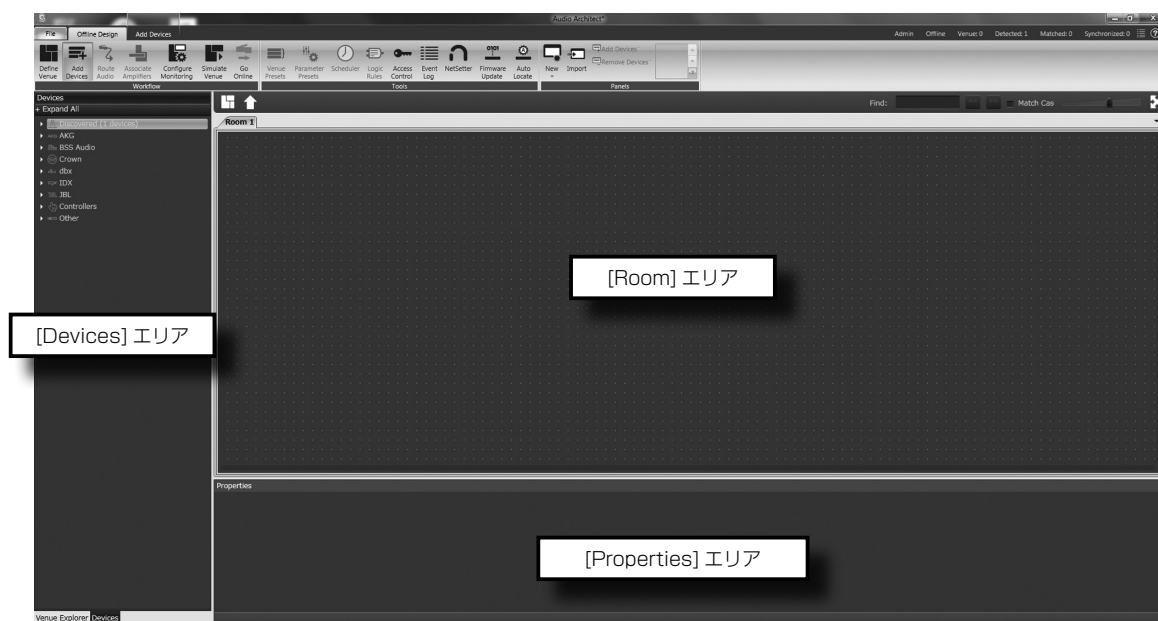 Audio Architect*
File Offline Design Add Devices Admin Offline Venue: 0 Detected: 1 Matched: 0 Synchronized: 0
Define Venue Add Devices Route Audio Associate Amplifiers Configure Monitoring Simulate Venue Go Online Venue Presets Parameter Presets Scheduler Logic Rules Access Control Event Log NetSetter 0101 Firmware Update Auto Locate New Import Add Devices
Remove Devices
Workflow Tools Panels
Devices
+ Expand All
Find: Match Cas
Discovered (1 devices)
Room 1
AKG
BSS Audio
Crown
dbx
IDX
JBL
Controllers
Other
[Room] エリア
[Devices] エリア
Properties
[Properties] エリア
Venue Explorer Devices